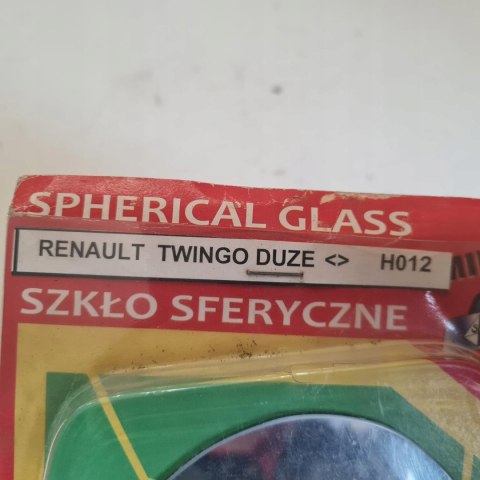 SPHERICAL GLASS
RENAULT TWINGO DUZE <> H012
SZKŁO SFERYCZNE